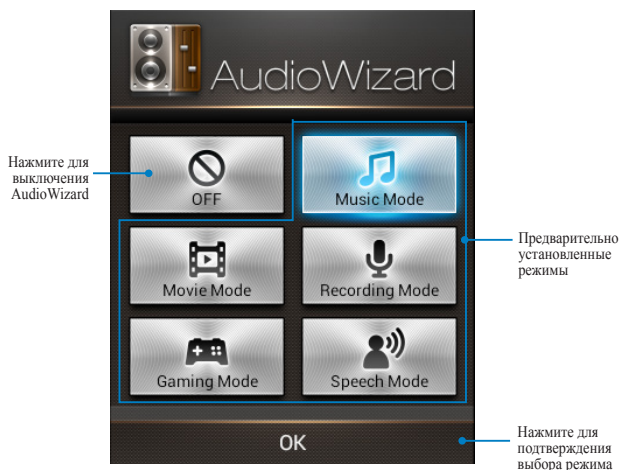 AudioWizard
Нажмите для
выключения
AudioWizard
OFF
Music Mode
Предварительно
установленные
режимы
Movie Mode
Recording Mode
Gaming Mode
Speech Mode
OK
Нажмите для
подтверждения
выбора режима